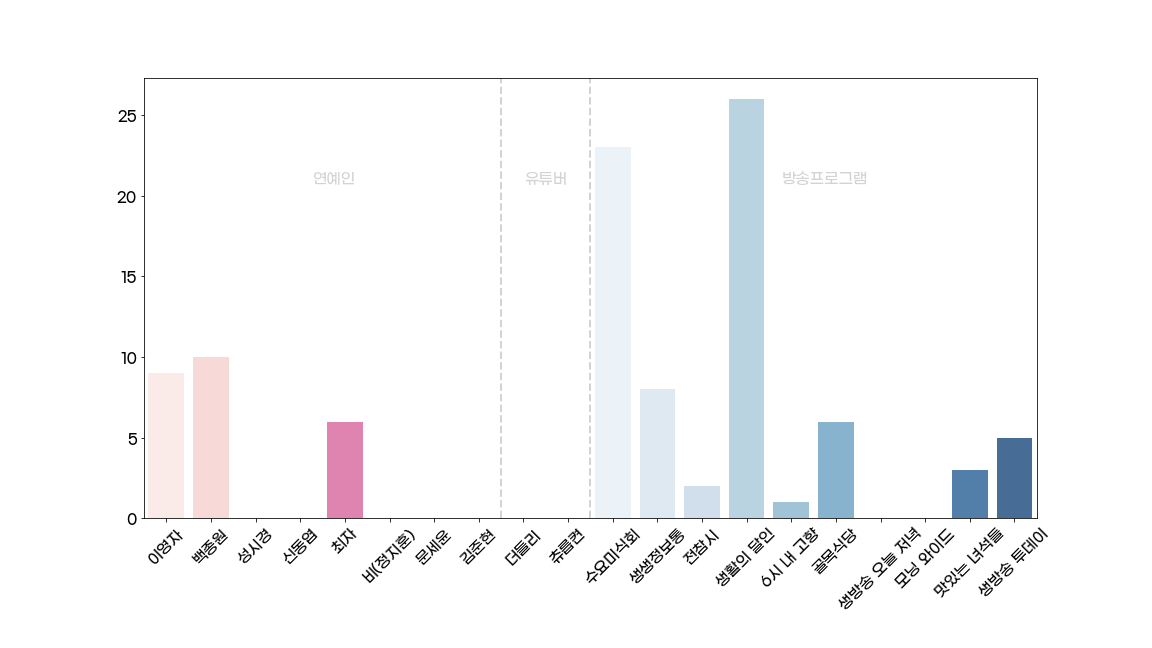 25
20
15
10
5
0
연예인
유튜버
방송프로그램
이영자
백종원
성시경
신동엽
최자
비(정지훈)
문세윤
김준현
더들리
츄릅켠
수요미식회
생생정보통
전참시
생활의 달인
6시 내 고향
골목식당
생방송 오늘 저녁
모닝 와이드
맛있는 녀석들
생방송 투데이